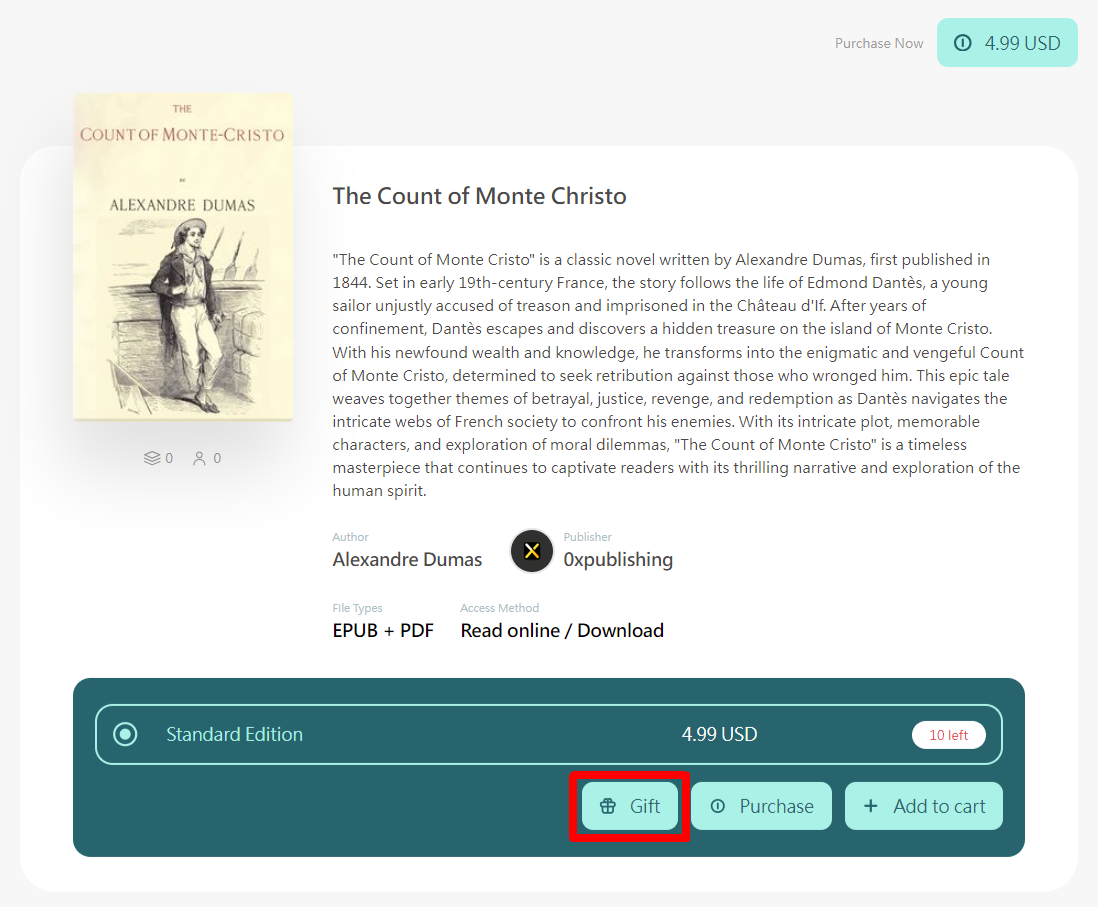 Purchase Now
4.99 USD
THE
COUNT OF MONTE-CRISTO
BY
ALEXANDRE DUMAS
0
0
The Count of Monte Christo
"The Count of Monte Cristo" is a classic novel written by Alexandre Dumas, first published in
1844. Set in early 19th-century France, the story follows the life of Edmond Dantès, a young
sailor unjustly accused of treason and imprisoned in the Château d'If. After years of
confinement, Dantès escapes and discovers a hidden treasure on the island of Monte Cristo.
With his newfound wealth and knowledge, he transforms into the enigmatic and vengeful Count
of Monte Cristo, determined to seek retribution against those who wronged him. This epic tale
weaves together themes of betrayal, justice, revenge, and redemption as Dantès navigates the
intricate webs of French society to confront his enemies. With its intricate plot, memorable
characters, and exploration of moral dilemmas, "The Count of Monte Cristo" is a timeless
masterpiece that continues to captivate readers with its thrilling narrative and exploration of the
human spirit.
Author
Alexandre Dumas
Publisher
0xpublishing
File Types
EPUB + PDF
Access Method
Read online / Download
Standard Edition
4.99 USD
10 left
Gift
Purchase
Add to cart